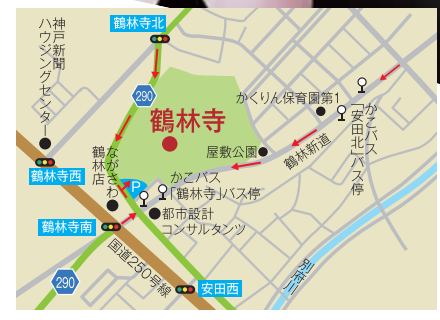 鶴林寺北
神戸新聞
ハウジングセンター
290
鶴林寺
かくりん保育園第1
かこバス
「安田北」バス停
屋敷公園
鶴林新道
鶴林寺西
ながさわ
鶴林店
P
かこバス
「鶴林寺」バス停
都市設計
コンサルタンツ
鶴林寺南
国道250号線
290
安田西
別府川